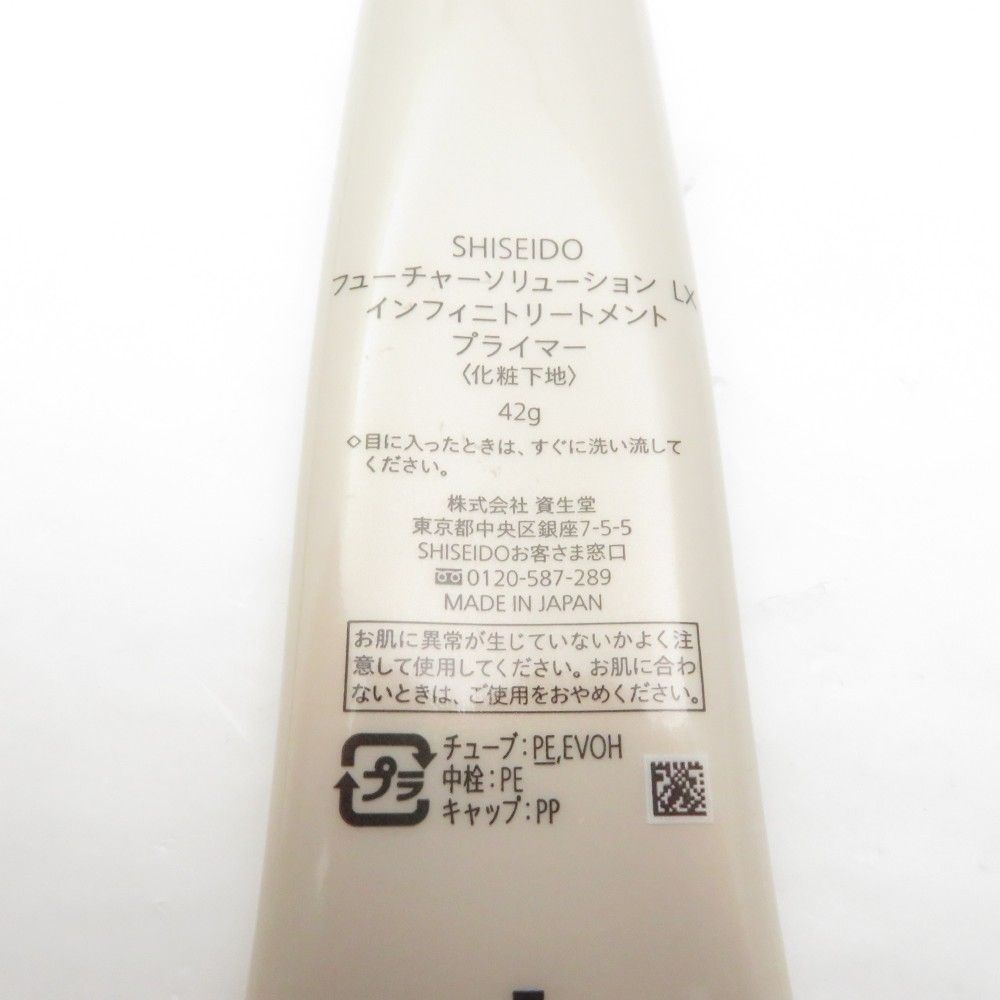 SHISEIDO
フューチャーソリューション LX
インフィニトリートメント
プライマー
〈化粧下地〉
42g
◇目に入ったときは、すぐに洗い流して
ください。
株式会社 資生堂
東京都中央区銀座7-5-5
SHISEIDOお客さま窓口
0120-587-289
MADE IN JAPAN
お肌に異常が生じていないかよく注
意して使用してください。お肌に合わ
ないときは、ご使用をおやめください。
プラ
チューブ:PE,EVOH
中栓:PE
キャップ:PP